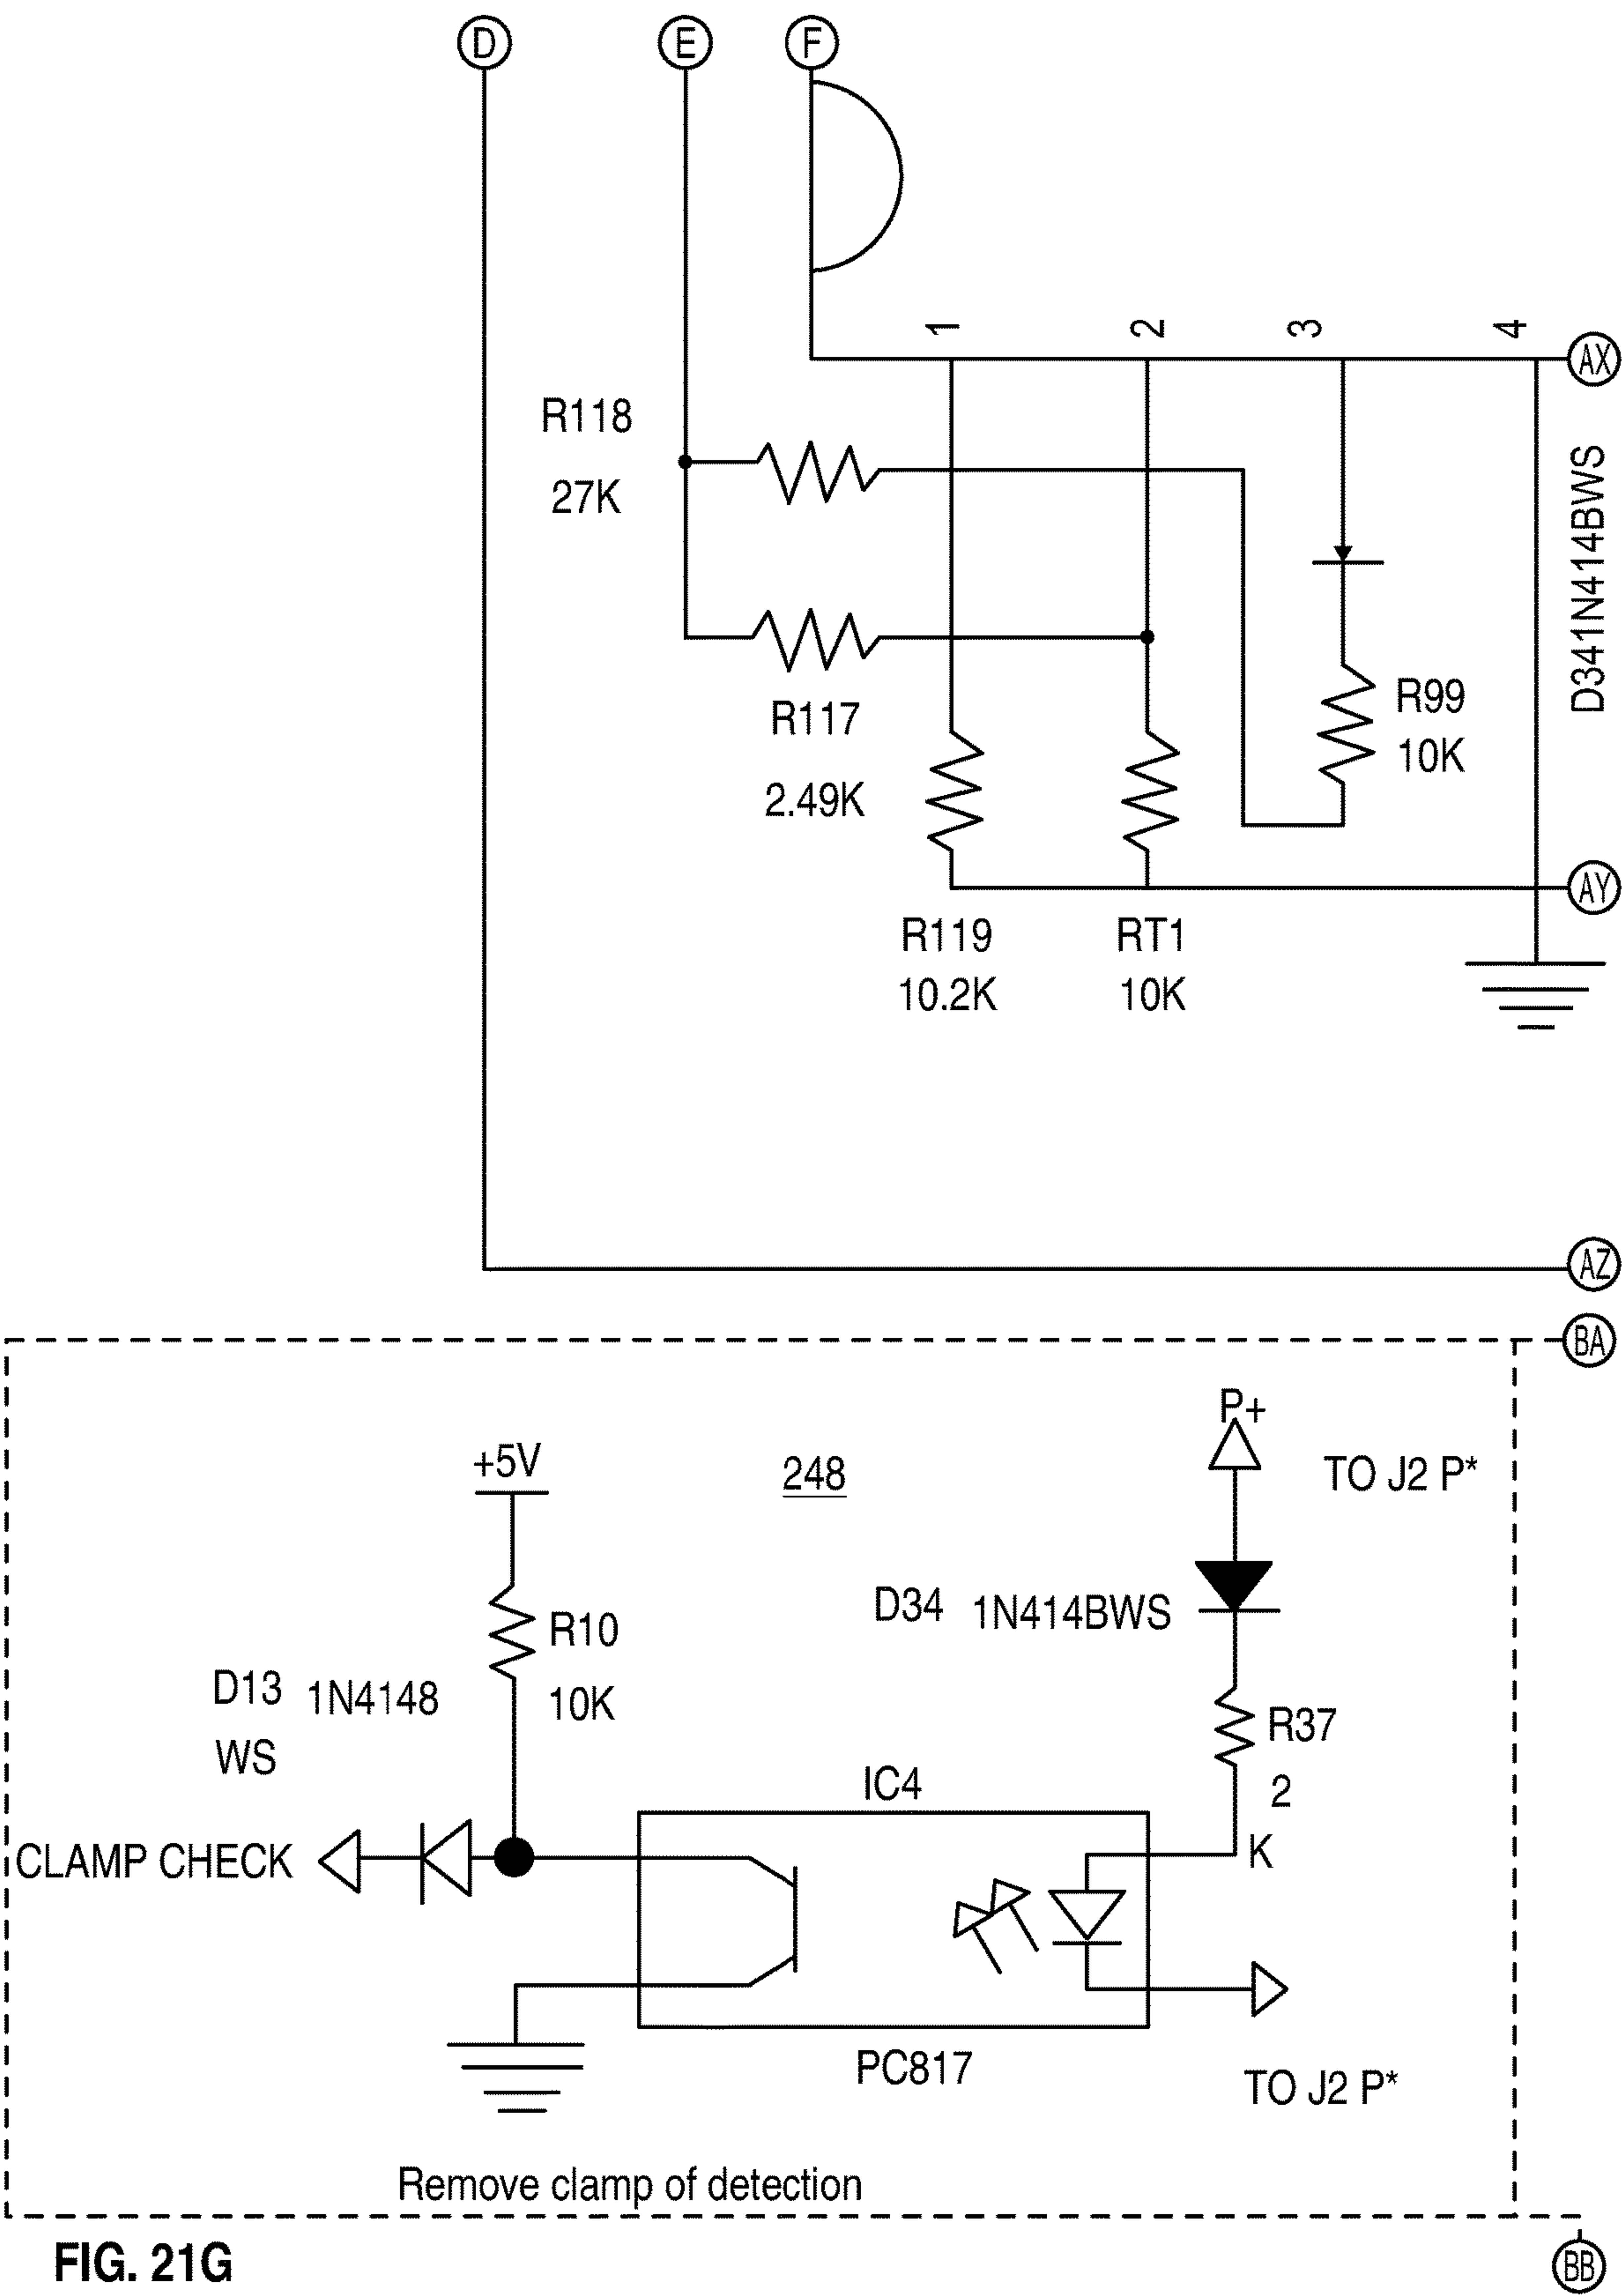 D E F
1 2 3 4
AX
R118
27K
D341N414BWS
R117
2.49K
R99
10K
AY
R119
10.2K
RT1
10K
AZ
BA
P+
TO J2 P*
+5V
248
D34 1N414BWS
R10
10K
D13 1N4148
WS
R37
2
K
IC4
CLAMP CHECK
PC817
TO J2 P*
Remove clamp of detection
FIG. 21G
BB